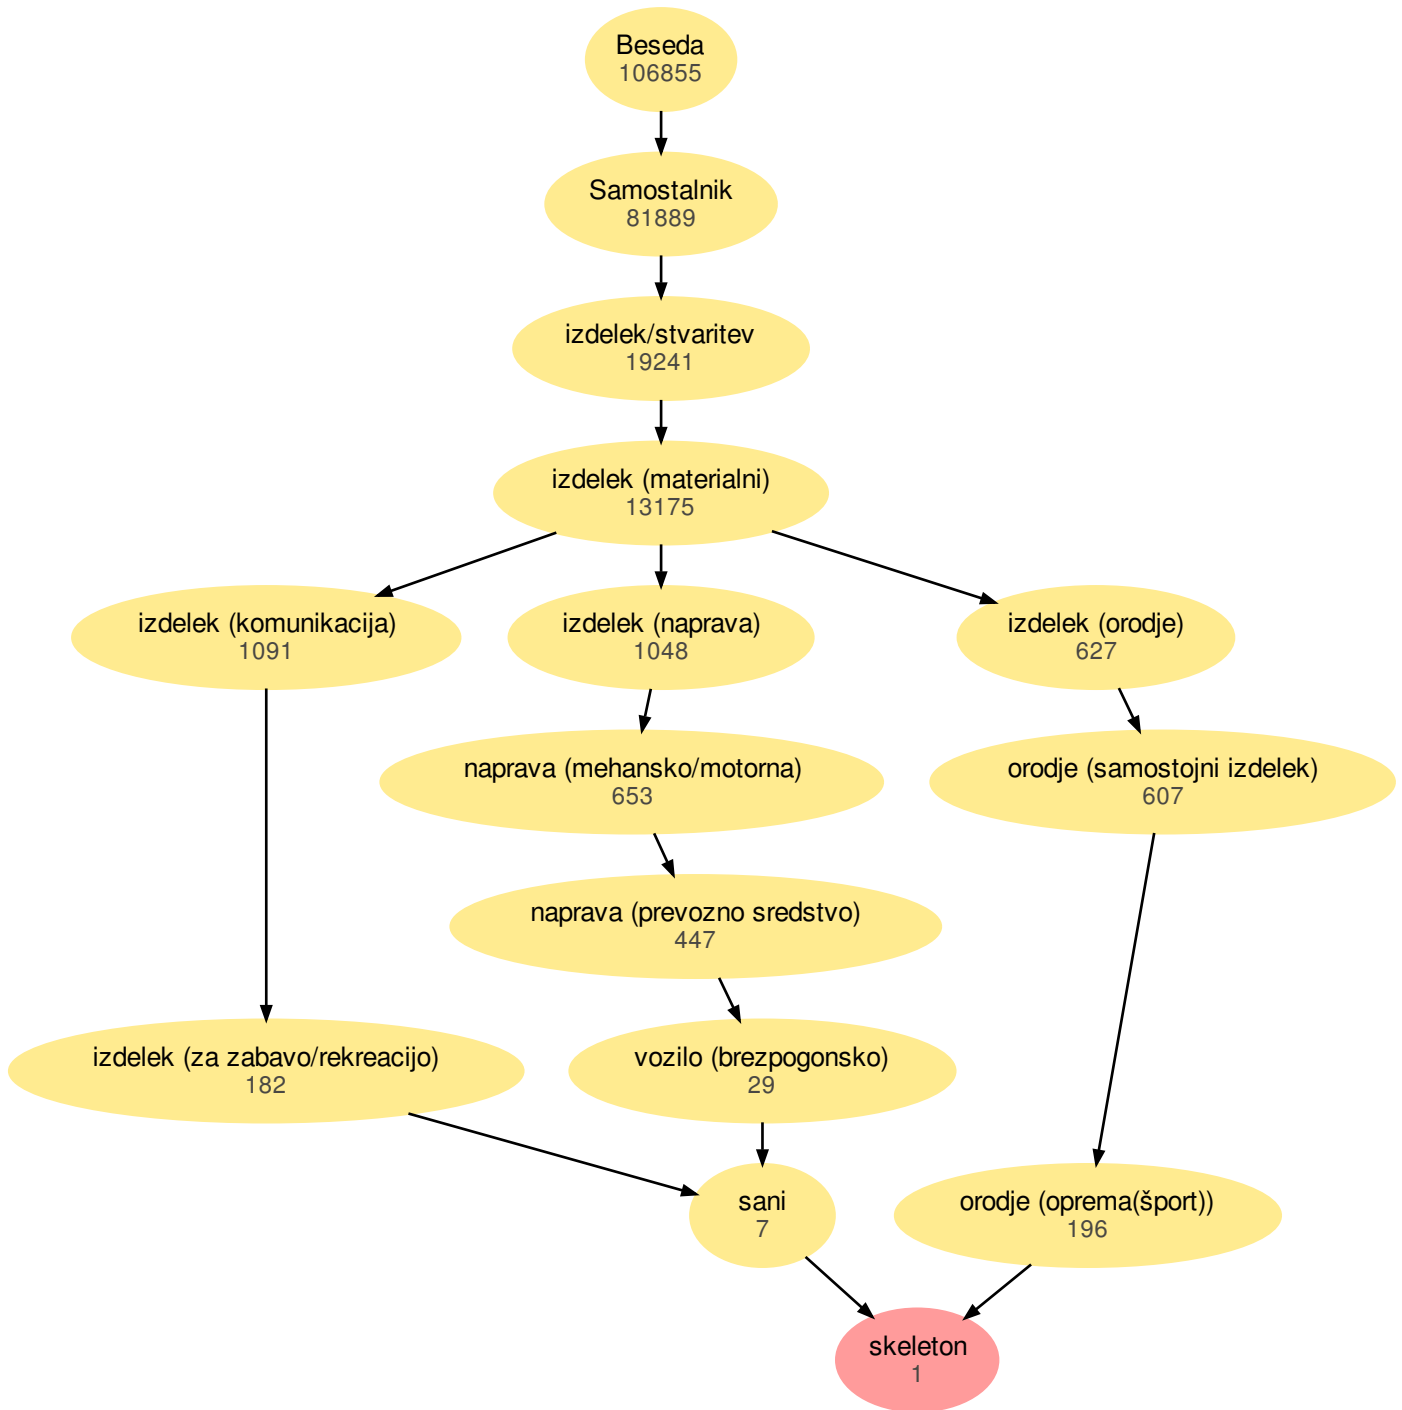 Beseda
106855
Samostalnik
81889
izdelek/stvaritev
19241
izdelek (materialni)
13175
izdelek (komunikacija)
1091
izdelek (naprava)
1048
izdelek (orodje)
627
naprava (mehansko/motorna)
653
orodje (samostojni izdelek)
607
naprava (prevozno sredstvo)
447
izdelek (za zabavo/rekreacijo)
182
vozilo (brezpogonsko)
29
sani
7
orodje (oprema(šport))
196
skeleton
1